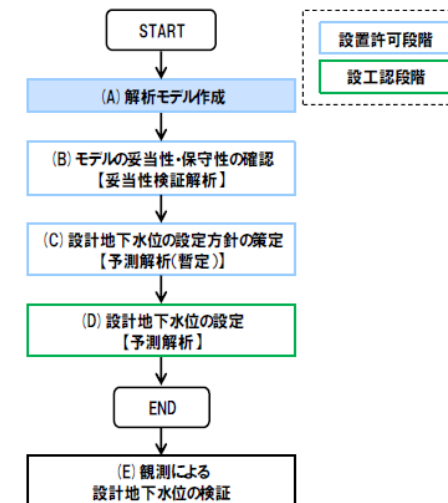 START
設置許可段階
設工認段階
(A) 解析モデル作成
(B) モデルの妥当性・保守性の確認
【妥当性検証解析】
(C) 設計地下水位の設定方針の策定
【予測解析(暫定)】
(D) 設計地下水位の設定
【予測解析】
END
(E) 観測による
設計地下水位の検証